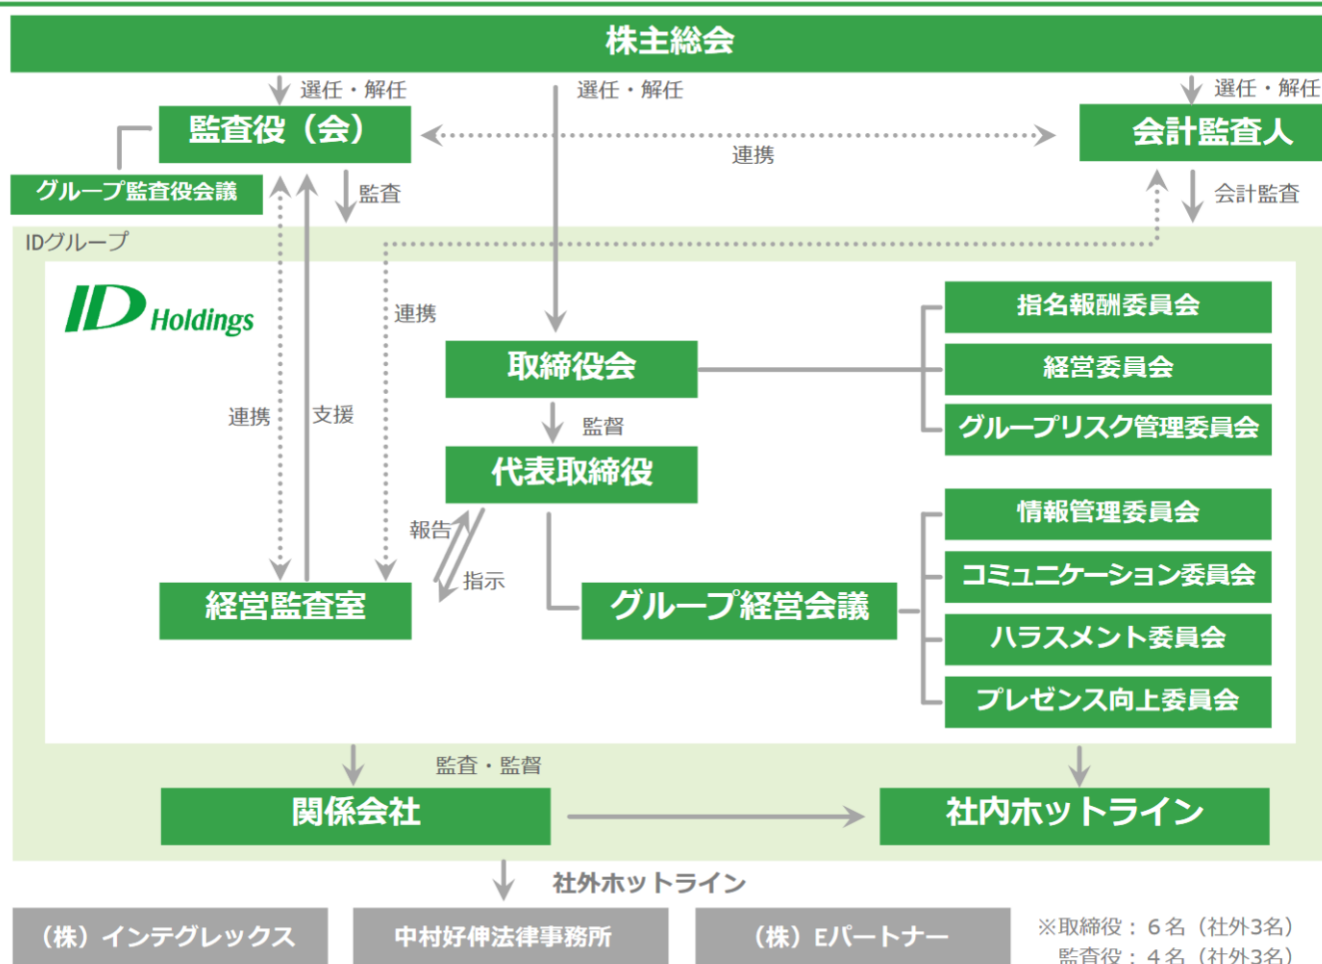 株主総会
選任・解任
選任・解任
選任・解任
監査役（会）
会計監査人
連携
グループ監査役会議
監査
会計監査
IDグループ
ID Holdings
連携
指名報酬委員会
取締役会
経営委員会
連携
支援
監督
グループリスク管理委員会
代表取締役
情報管理委員会
報告
指示
コミュニケーション委員会
経営監査室
グループ経営会議
ハラスメント委員会
プレゼンス向上委員会
監査・監督
関係会社
社内ホットライン
社外ホットライン
（株）インテグレックス
中村好伸法律事務所
（株）Eパートナー
※取締役：6名（社外3名）
監査役：4名（社外3名）